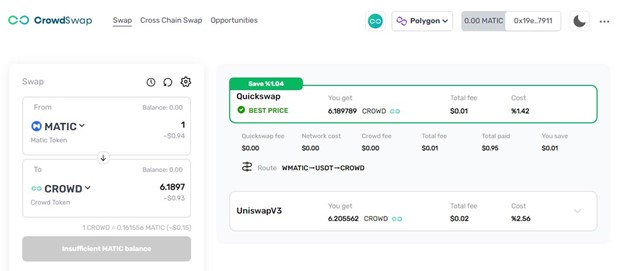 CrowdSwap
Swap Cross Chain Swap Opportunities
Polygon
0.00 MATIC 0x19e...7911
Swap
From Balance: 0.00
MATIC 1
Matic Token ~$0.94
To Balance: 0.00
CROWD 6.1897
Crowd Token ~$0.93
1 CROWD = 0.161556 MATIC (~$0.15)
Insufficient MATIC balance
Save %1.04
Quickswap You get Total fee Cost
BEST PRICE 6.189789 CROWD $0.01 %1.42
Quickswap fee Network cost Crowd fee Total fee Total paid You save
$0.00 $0.00 $0.00 $0.01 $0.95 $0.01
Route WMATIC→USDT→CROWD
UniswapV3 You get Total fee Cost
6.205562 CROWD $0.02 %2.56